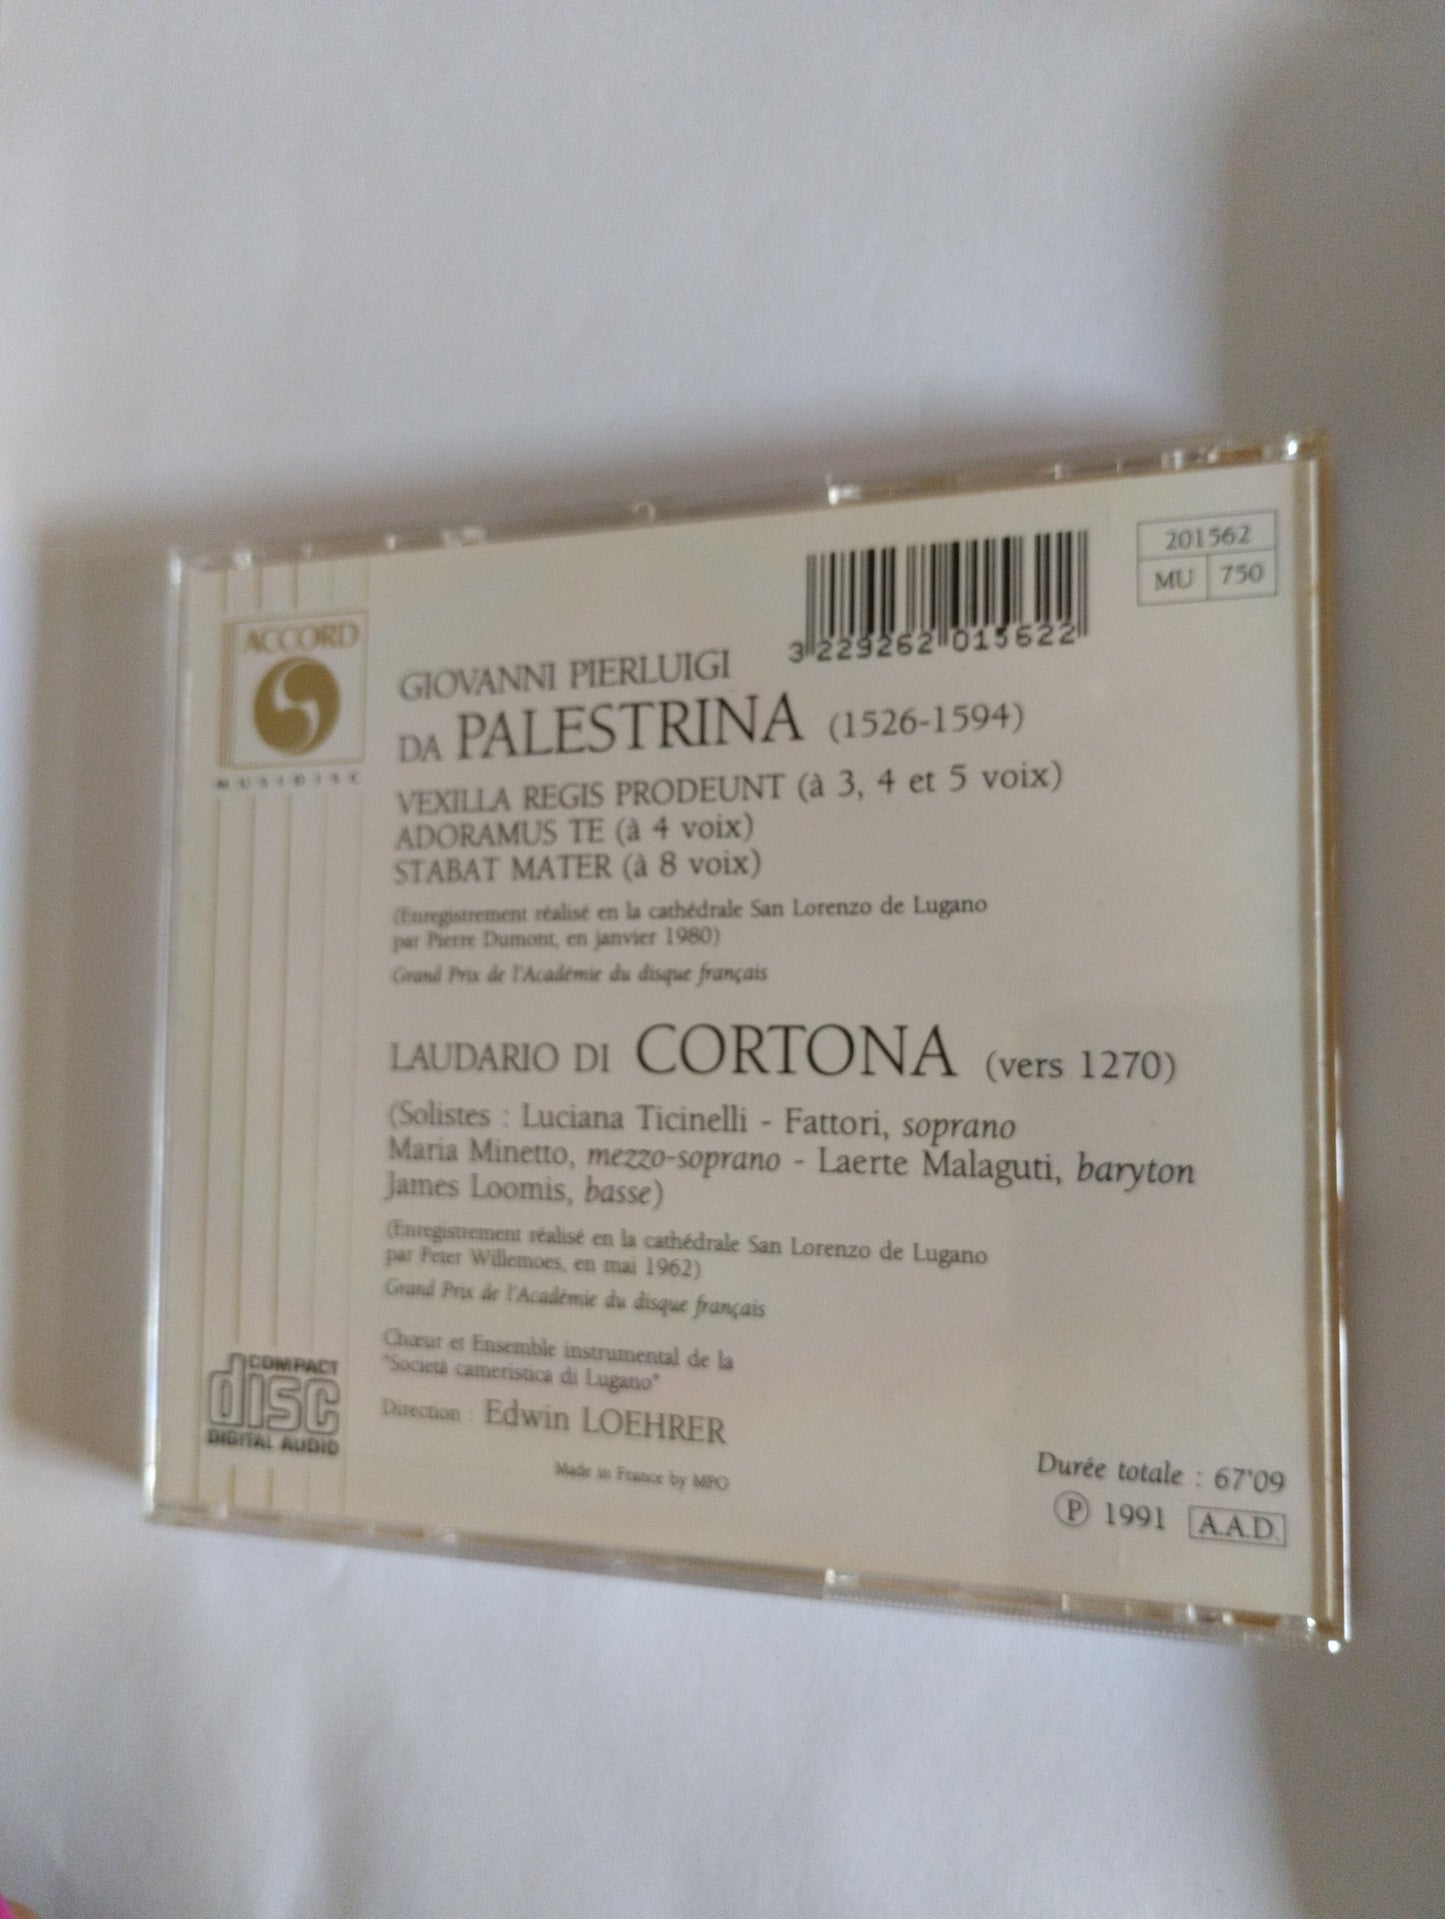 201562
MU 750
3 229262 015622
ACCORD
MUSIDISC
GIOVANNI PIERLUIGI
DA PALESTRINA (1526-1594)
VEXILLA REGIS PRODEUNT (à 3, 4 et 5 voix)
ADORAMUS TE (à 4 voix)
STABAT MATER (à 8 voix)
(Enregistrement réalisé en la cathédrale San Lorenzo de Lugano
par Pierre Dumont, en janvier 1980)
Grand Prix de l'Académie du disque français
LAUDARIO DI CORTONA (vers 1270)
(Solistes : Luciana Ticinelli - Fattori, soprano
Maria Minetto, mezzo-soprano - Laerte Malaguti, baryton
James Loomis, basse)
(Enregistrement réalisé en la cathédrale San Lorenzo de Lugano
par Peter Willemoes, en mai 1962)
Grand Prix de l'Académie du disque français
Chœur et Ensemble instrumental de la
"Società cameristica di Lugano"
Direction : Edwin LOEHRER
Made in France by MPO
COMPACT
disc
DIGITAL AUDIO
Durée totale : 67'09
Ⓟ 1991 A.A.D.